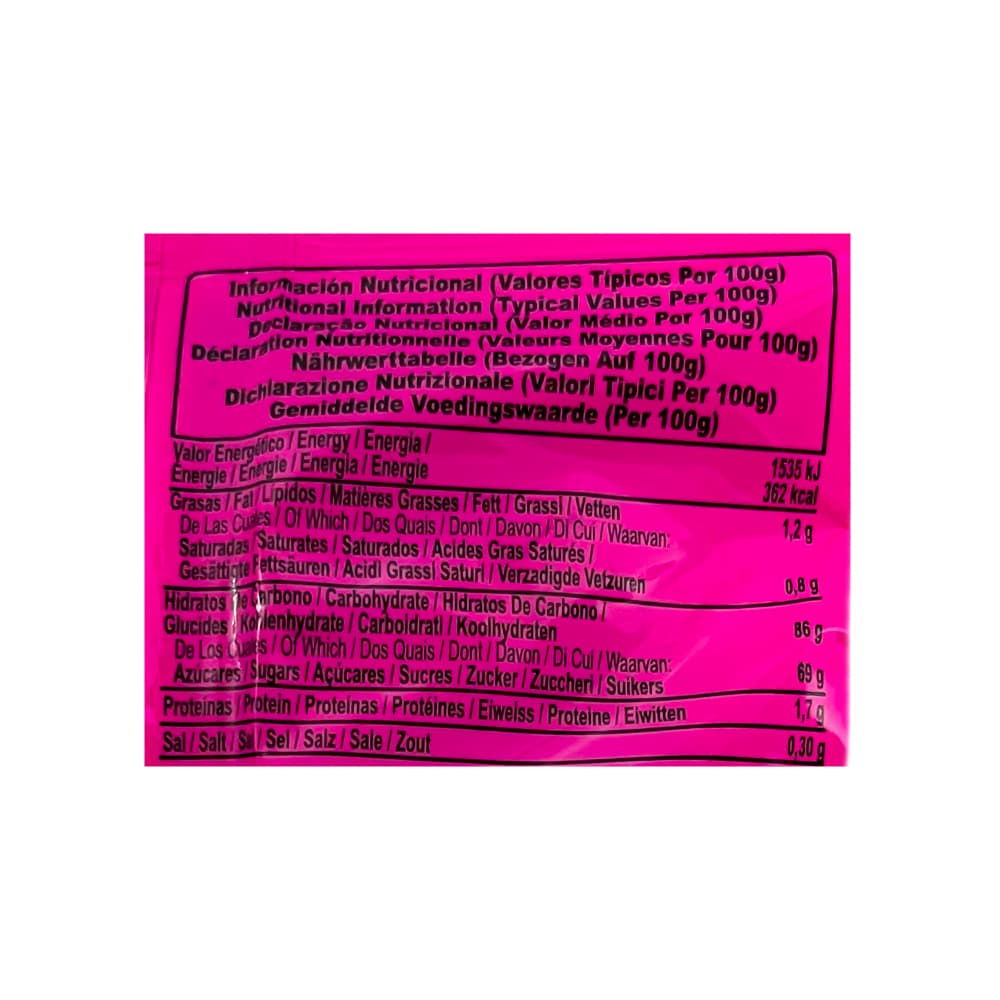 Información Nutricional (Valores Típicos Por 100g)
Nutritional Information (Typical Values Per 100g)
Declaração Nutricional (Valor Médio Por 100g)
Déclaration Nutritionnelle (Valeurs Moyennes Pour 100g)
Nährwerttabelle (Bezogen Auf 100g)
Dichlarazione Nutrizionale (Valori Tipici Per 100g)
Gemiddelde Voedingswaarde (Per 100g)
Valor Energético / Energy / Energia /
Énergie / Energie / Energia / Energie
1535 kJ
362 kcal
Grasas / Fat / Lípidos / Matières Grasses / Fett / Grassi / Vetten
1,2 g
De Las Cuales / Of Which / Dos Quais / Dont / Davon / Di Cui / Waarvan:
Saturadas / Saturates / Saturados / Acides Gras Saturés /
Gesättigte Fettsäuren / Acidi Grassi Saturi / Verzadigde Vetzuren
0,8 g
Hidratos de Carbono / Carbohydrate / Hidratos De Carbono /
Glucides / Kohlenhydrate / Carboidrati / Koolhydraten
86 g
De Los Cuales / Of Which / Dos Quais / Dont / Davon / Di Cui / Waarvan:
Azúcares / Sugars / Açúcares / Sucres / Zucker / Zuccheri / Suikers
69 g
Proteínas / Protein / Proteínas / Protéines / Eiweiss / Proteine / Eiwitten
1,7 g
Sal / Salt / Sal / Sel / Salz / Sale / Zout
0,30 g